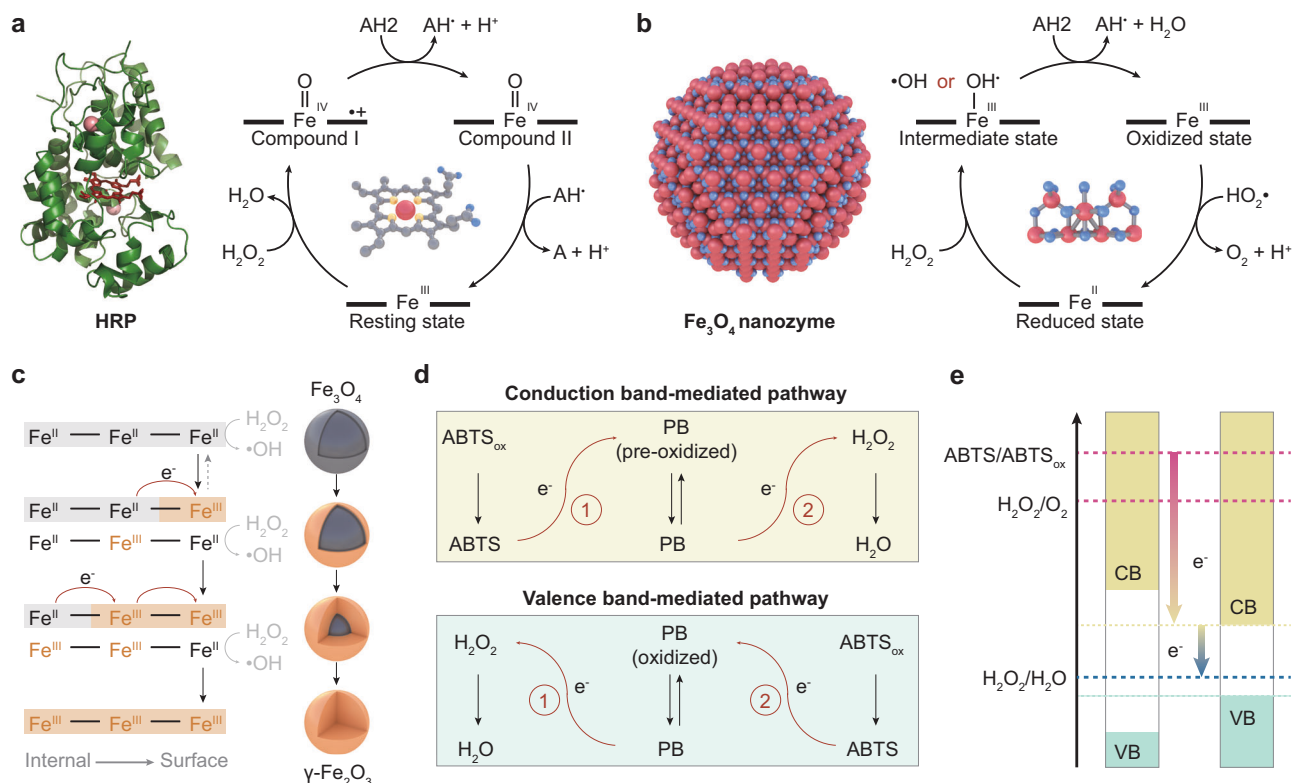 a
AH2 AH• + H⁺
O
Fe IV •+
Compound I
O
Fe IV
Compound II
H₂O
H₂O₂
AH•
A + H⁺
Fe III
Resting state
HRP
b
AH2 AH• + H₂O
•OH or OH•
Fe III
Intermediate state
Fe III
Oxidized state
H₂O₂
HO₂•
O₂ + H⁺
Fe II
Reduced state
Fe₃O₄ nanozyme
c
Fe₃O₄
Feᴵᴵ Feᴵᴵ Feᴵᴵ
H₂O₂
•OH
e⁻
Feᴵᴵ Feᴵᴵ Feᴵᴵᴵ
Feᴵᴵ Feᴵᴵᴵ Feᴵᴵ
H₂O₂
•OH
e⁻
Feᴵᴵ Feᴵᴵᴵ Feᴵᴵᴵ
Feᴵᴵᴵ Feᴵᴵᴵ Feᴵᴵ
H₂O₂
•OH
Feᴵᴵᴵ Feᴵᴵᴵ Feᴵᴵᴵ
Internal Surface
γ-Fe₂O₃
d
Conduction band-mediated pathway
ABTSₒₓ
PB
(pre-oxidized)
H₂O₂
e⁻ 1
e⁻ 2
ABTS PB H₂O
Valence band-mediated pathway
H₂O₂
PB
(oxidized)
ABTSₒₓ
1 e⁻
2 e⁻
H₂O PB ABTS
e
ABTS/ABTSₒₓ
H₂O₂/O₂
e⁻
CB
CB
e⁻
H₂O₂/H₂O
VB
VB